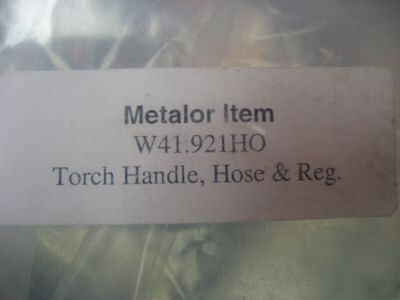 Metalor Item
W41.921HO
Torch Handle, Hose & Reg.